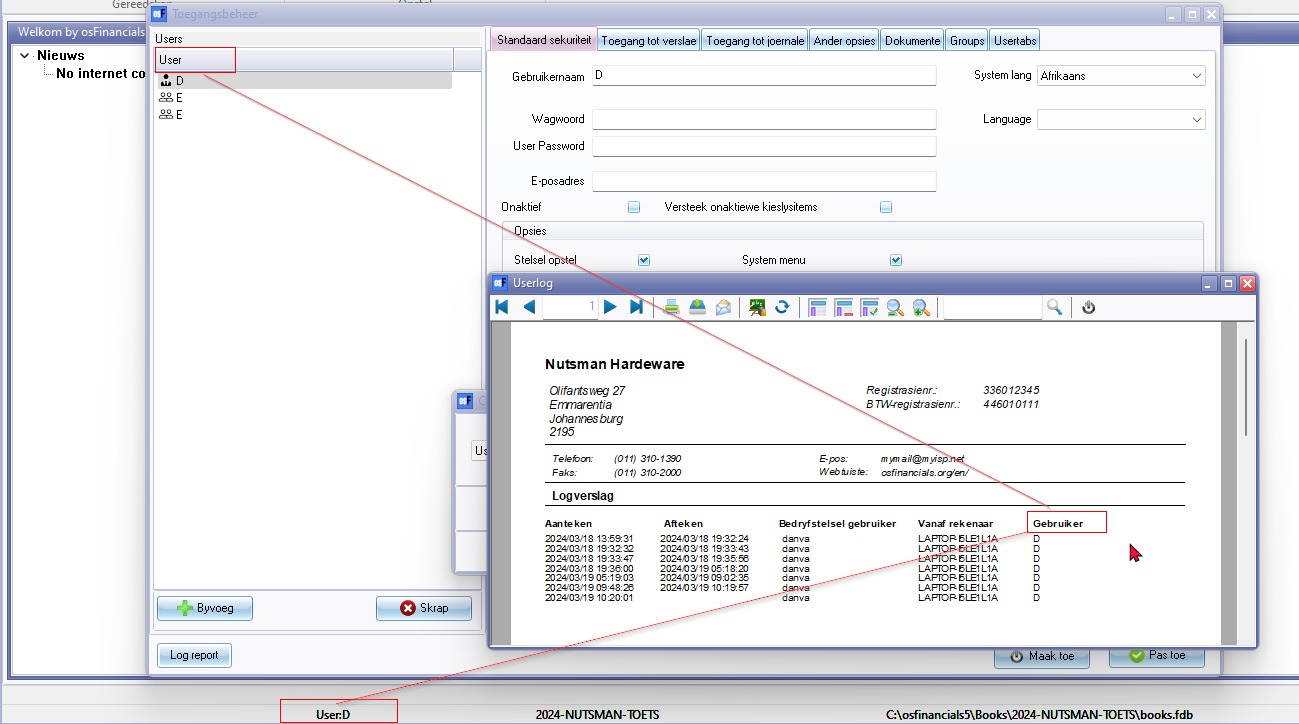 Gereedskap
Opstel
Welkom by osFinancials
Nieuws
No internet co
Toegangsbeheer
Users
User
D
E
E
Byvoeg
Skrap
Log report
Standaard sekuriteit
Toegang tot verslae
Toegang tot joernale
Ander opsies
Dokumente
Groups
Usertabs
Gebruikernaam D
System lang Afrikaans
Wagwoord
Language
User Password
E-posadres
Onaktief
Versteek onaktiewe kieslysitems
Opsies
Stelsel opstel
System menu
Us
Userlog
1
Nutsman Hardeware
Olifantsweg 27
Registrasienr.: 336012345
Emmarentia
BTW-registrasienr.: 446010111
Johannesburg
2195
Telefoon: (011) 310-1390
E-pos: mymail@myisp.net
Faks: (011) 310-2000
Webtuiste: osfinancials.org/en/
Logverslag
Aanteken Afteken Bedryfstelsel gebruiker Vanaf rekenaar Gebruiker
2024/03/18 13:59:31 2024/03/18 19:32:24 danva LAPTOP-I5LE1L1A D
2024/03/18 19:32:32 2024/03/18 19:33:43 danva LAPTOP-I5LE1L1A D
2024/03/18 19:33:47 2024/03/18 19:35:56 danva LAPTOP-I5LE1L1A D
2024/03/18 19:36:00 2024/03/19 05:18:20 danva LAPTOP-I5LE1L1A D
2024/03/19 05:19:03 2024/03/19 09:02:35 danva LAPTOP-I5LE1L1A D
2024/03/19 09:48:26 2024/03/19 10:19:57 danva LAPTOP-I5LE1L1A D
2024/03/19 10:20:01 danva LAPTOP-I5LE1L1A D
Maak toe
Pas toe
User:D
2024-NUTSMAN-TOETS
C:\osfinancials5\Books\2024-NUTSMAN-TOETS\books.fdb